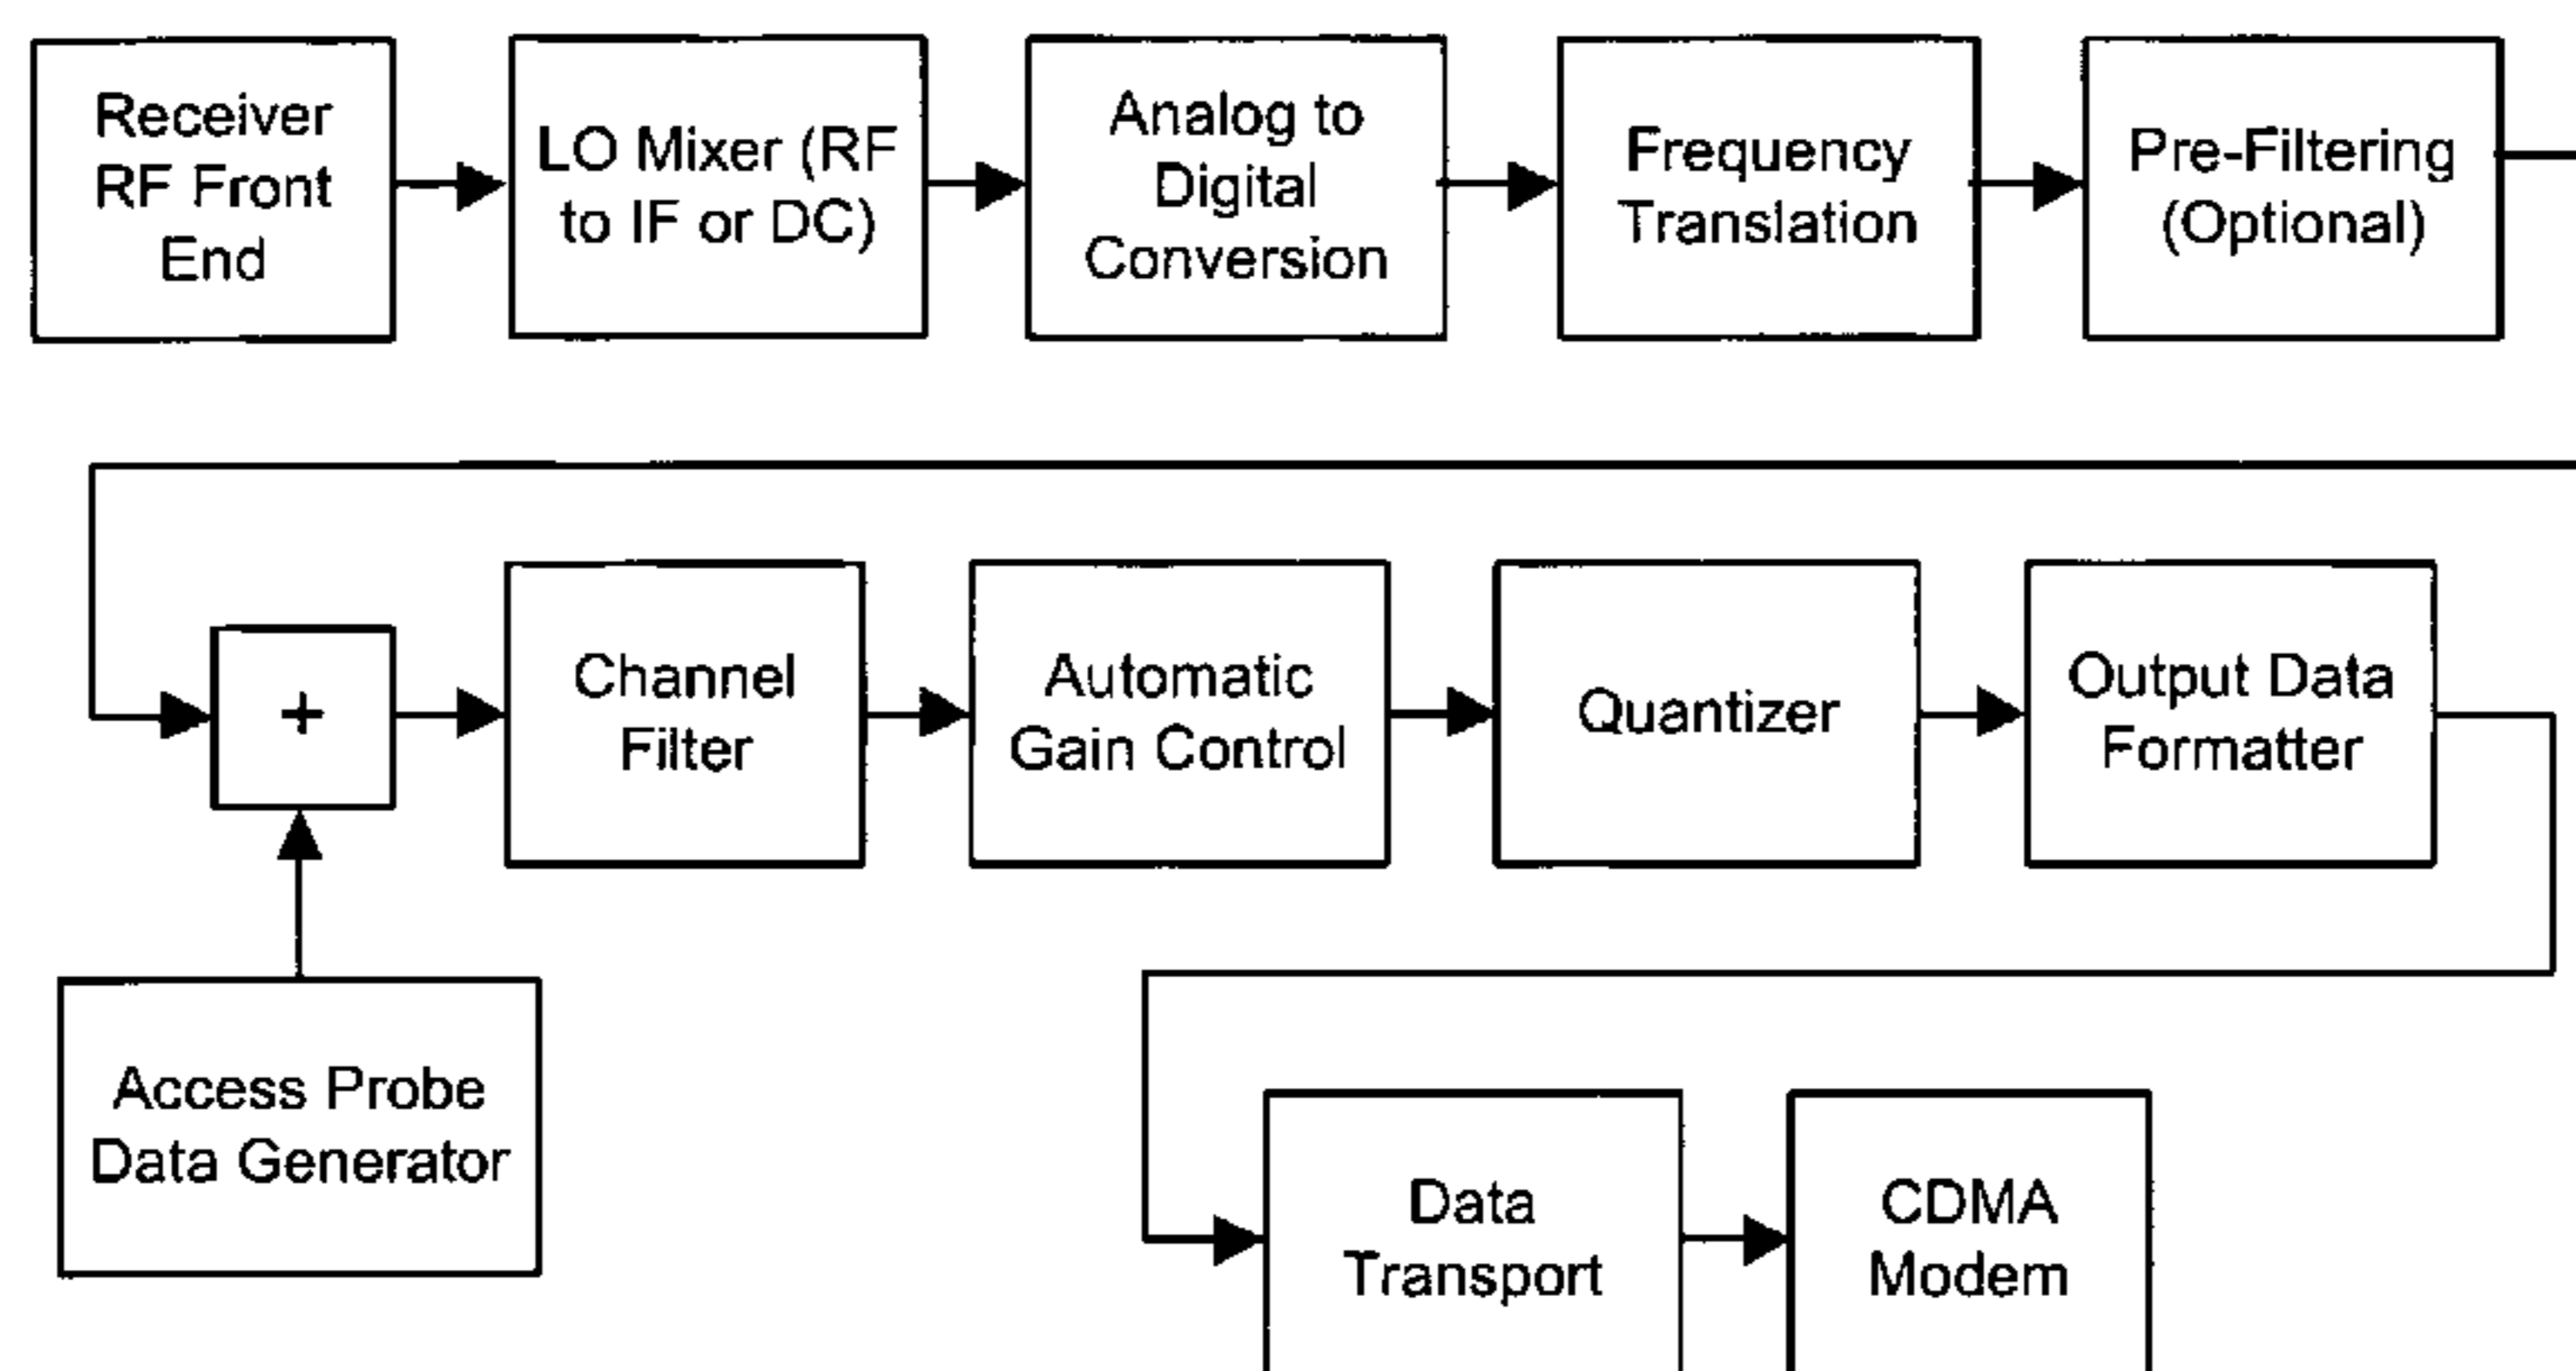 Receiver
RF Front
End
LO Mixer (RF
to IF or DC)
Analog to
Digital
Conversion
Frequency
Translation
Pre-Filtering
(Optional)
+
Channel
Filter
Automatic
Gain Control
Quantizer
Output Data
Formatter
Access Probe
Data Generator
Data
Transport
CDMA
Modem